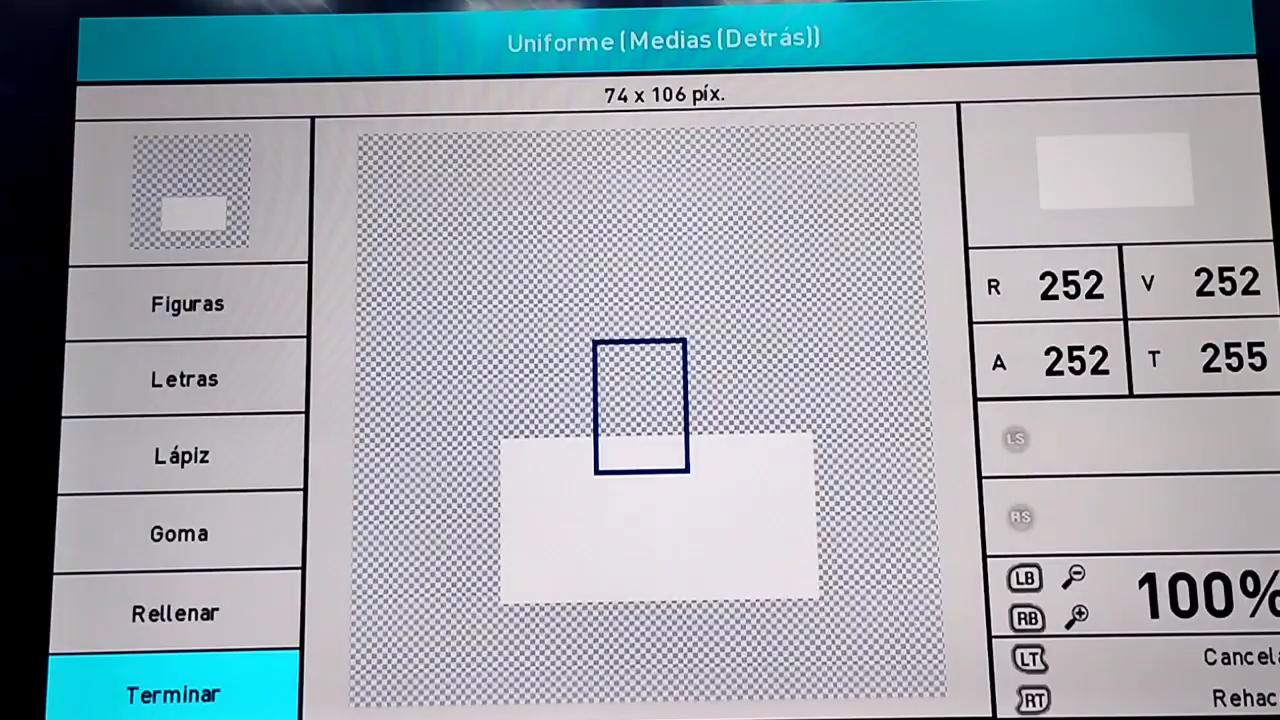 Uniforme (Medias (Detrás))
74 x 106 píx.
Figuras
Letras
Lápiz
Goma
Rellenar
Terminar
R 252 V 252
A 252 T 255
LS
RS
LB
RB
100%
LT Cancela
RT Rehac